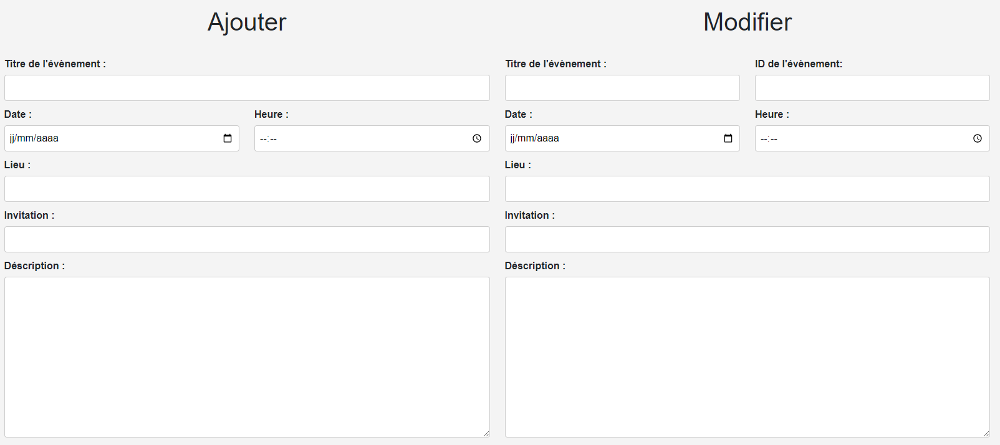 Ajouter
Titre de l'évènement :
Date :
Heure :
jj/mm/aaaa
--:--
Lieu :
Invitation :
Déscription :
Modifier
Titre de l'évènement :
ID de l'évènement:
Date :
Heure :
jj/mm/aaaa
--:--
Lieu :
Invitation :
Déscription :